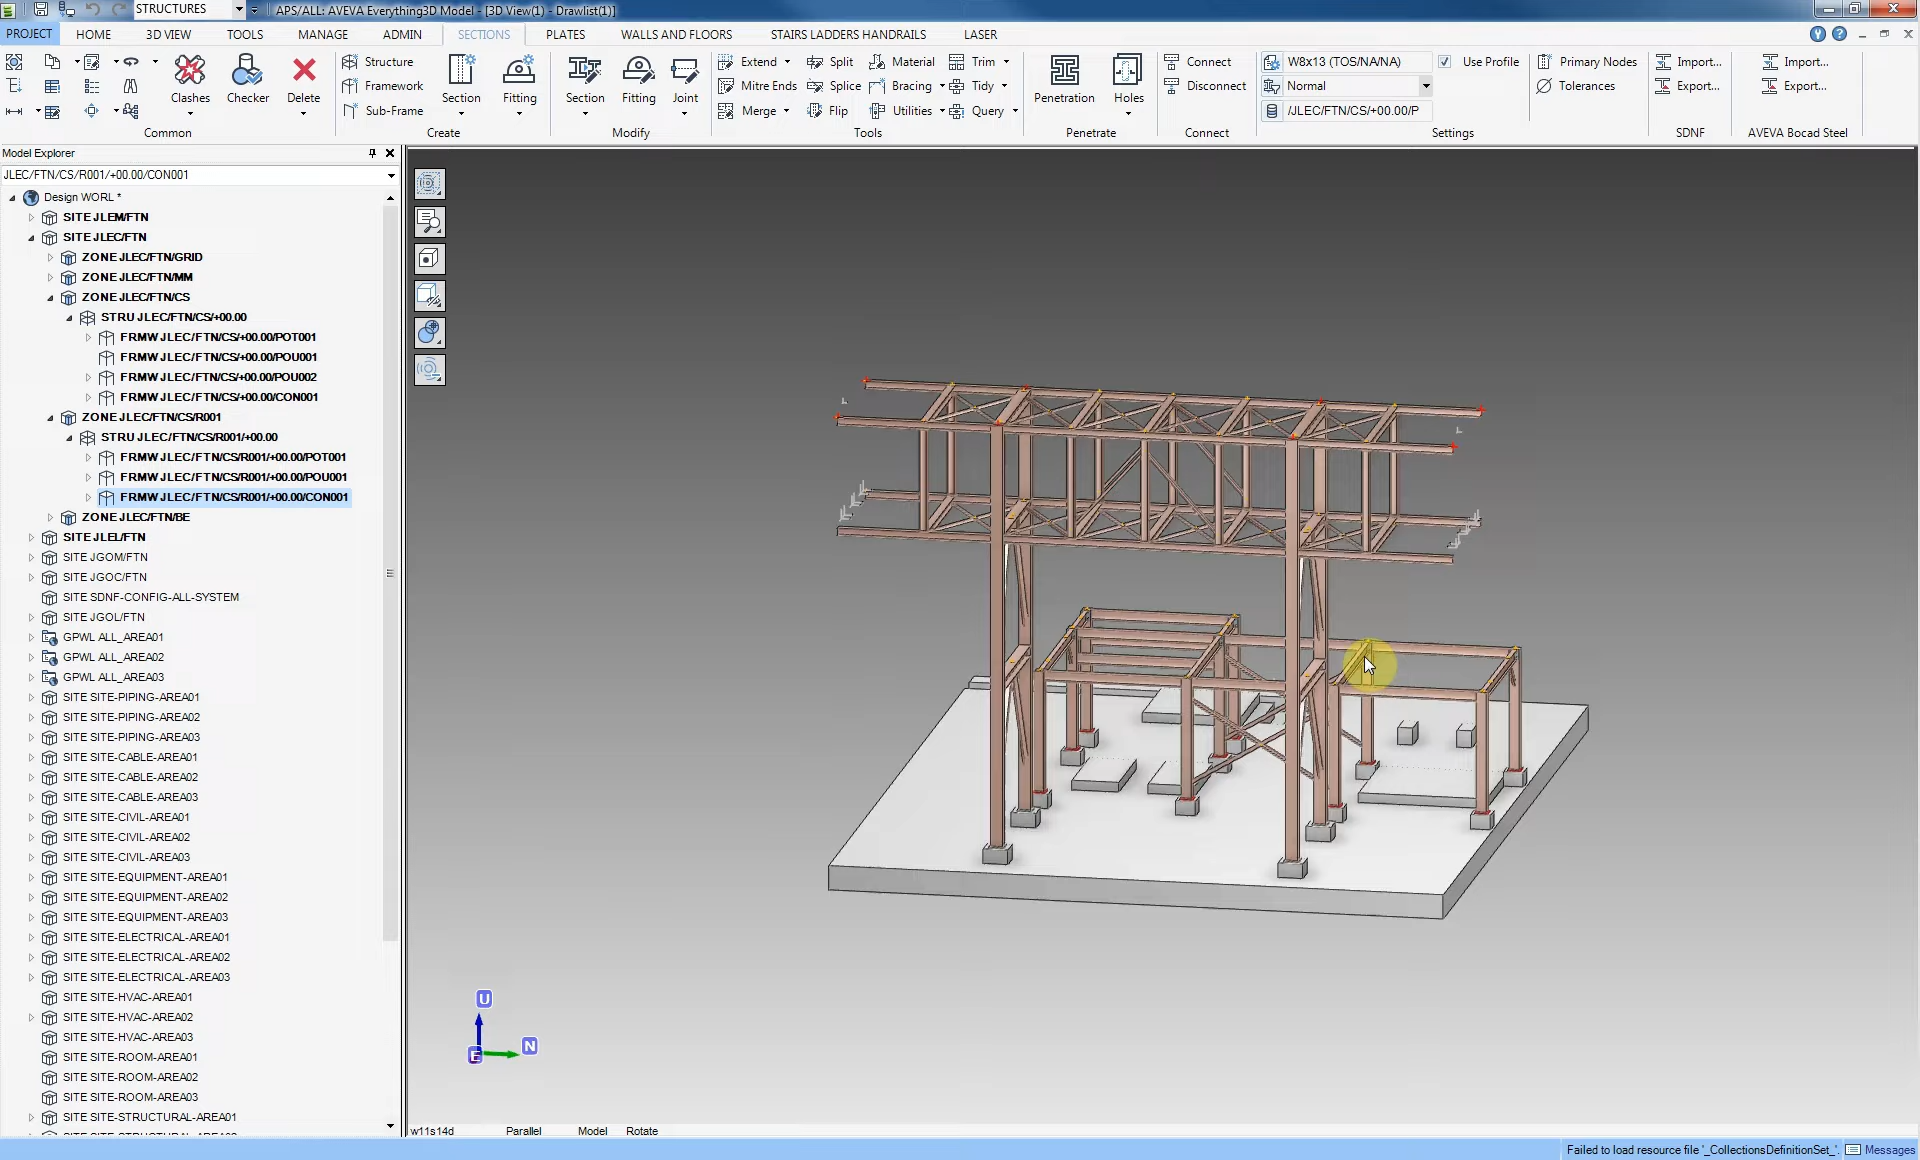 STRUCTURES
APS/ALL: AVEVA Everything3D Model - [3D View(1) - Drawlist(1)]
PROJECT HOME 3D VIEW TOOLS MANAGE ADMIN SECTIONS PLATES WALLS AND FLOORS STAIRS LADDERS HANDRAILS LASER
Clashes Checker Delete
Common
Structure
Framework
Sub-Frame
Section Fitting
Create
Section Fitting Joint
Modify
Extend Split Material Trim
Mitre Ends Splice Bracing Tidy
Merge Flip Utilities Query
Tools
Penetration Holes
Penetrate
Connect
Disconnect
Connect
W8x13 (TOS/NA/NA) Use Profile
Normal
/JLEC/FTN/CS/+00.00/P
Settings
Primary Nodes
Tolerances
Import...
Export...
SDNF
Import...
Export...
AVEVA Bocad Steel
Model Explorer
JLEC/FTN/CS/R001/+00.00/CON001
Design WORL *
SITE JLEM/FTN
SITE JLEC/FTN
ZONE JLEC/FTN/GRID
ZONE JLEC/FTN/MM
ZONE JLEC/FTN/CS
STRU JLEC/FTN/CS/+00.00
FRMW JLEC/FTN/CS/+00.00/POT001
FRMW JLEC/FTN/CS/+00.00/POU001
FRMW JLEC/FTN/CS/+00.00/POU002
FRMW JLEC/FTN/CS/+00.00/CON001
ZONE JLEC/FTN/CS/R001
STRU JLEC/FTN/CS/R001/+00.00
FRMW JLEC/FTN/CS/R001/+00.00/POT001
FRMW JLEC/FTN/CS/R001/+00.00/POU001
FRMW JLEC/FTN/CS/R001/+00.00/CON001
ZONE JLEC/FTN/BE
SITE JLEL/FTN
SITE JGOM/FTN
SITE JGOC/FTN
SITE SDNF-CONFIG-ALL-SYSTEM
SITE JGOL/FTN
GPWL ALL_AREA01
GPWL ALL_AREA02
GPWL ALL_AREA03
SITE SITE-PIPING-AREA01
SITE SITE-PIPING-AREA02
SITE SITE-PIPING-AREA03
SITE SITE-CABLE-AREA01
SITE SITE-CABLE-AREA02
SITE SITE-CABLE-AREA03
SITE SITE-CIVIL-AREA01
SITE SITE-CIVIL-AREA02
SITE SITE-CIVIL-AREA03
SITE SITE-EQUIPMENT-AREA01
SITE SITE-EQUIPMENT-AREA02
SITE SITE-EQUIPMENT-AREA03
SITE SITE-ELECTRICAL-AREA01
SITE SITE-ELECTRICAL-AREA02
SITE SITE-ELECTRICAL-AREA03
SITE SITE-HVAC-AREA01
SITE SITE-HVAC-AREA02
SITE SITE-HVAC-AREA03
SITE SITE-ROOM-AREA01
SITE SITE-ROOM-AREA02
SITE SITE-ROOM-AREA03
SITE SITE-STRUCTURAL-AREA01
U
E N
w11s14d Parallel Model Rotate
Failed to load resource file '_CollectionsDefinitionSet_'. Messages